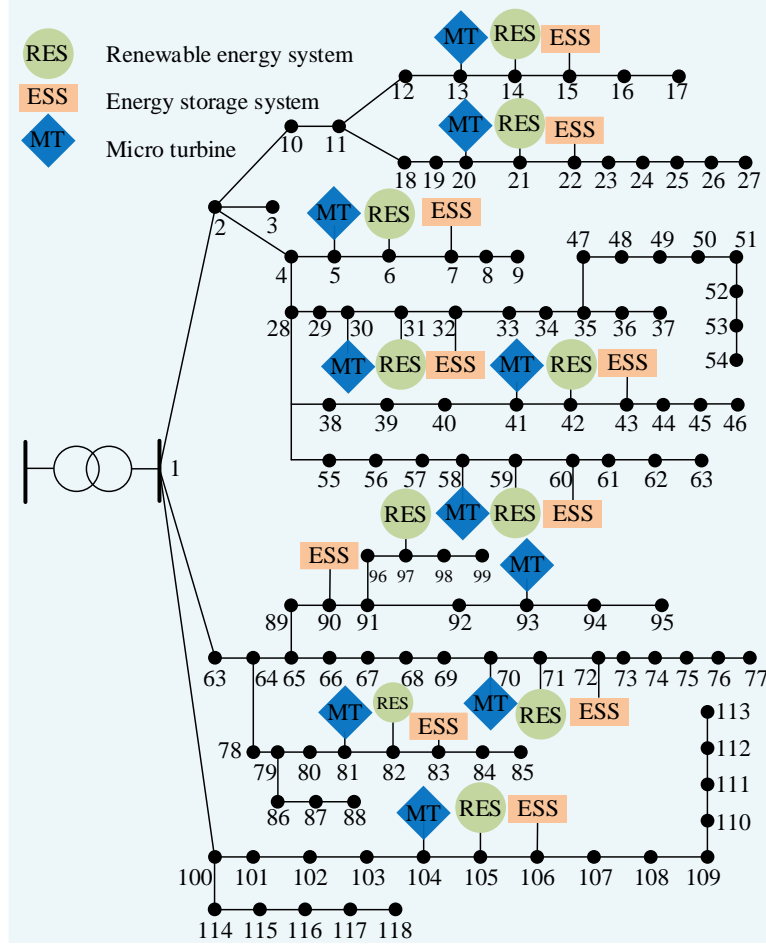 RES Renewable energy system
ESS Energy storage system
MT Micro turbine
MT RES ESS
12 13 14 15 16 17
10 11
MT RES ESS
18 19 20 21 22 23 24 25 26 27
2 3
MT RES ESS
4 5 6 7 8 9
47 48 49 50 51
52
53
54
28 29 30 31 32 33 34 35 36 37
MT RES ESS MT RES ESS
38 39 40 41 42 43 44 45 46
1
55 56 57 58 59 60 61 62 63
RES MT RES ESS
ESS MT
96 97 98 99
89 90 91 92 93 94 95
63 64 65 66 67 68 69 70 71 72 73 74 75 76 77
MT RES ESS MT RES ESS
78 79 80 81 82 83 84 85
113
112
111
110
86 87 88
MT RES ESS
100 101 102 103 104 105 106 107 108 109
114 115 116 117 118